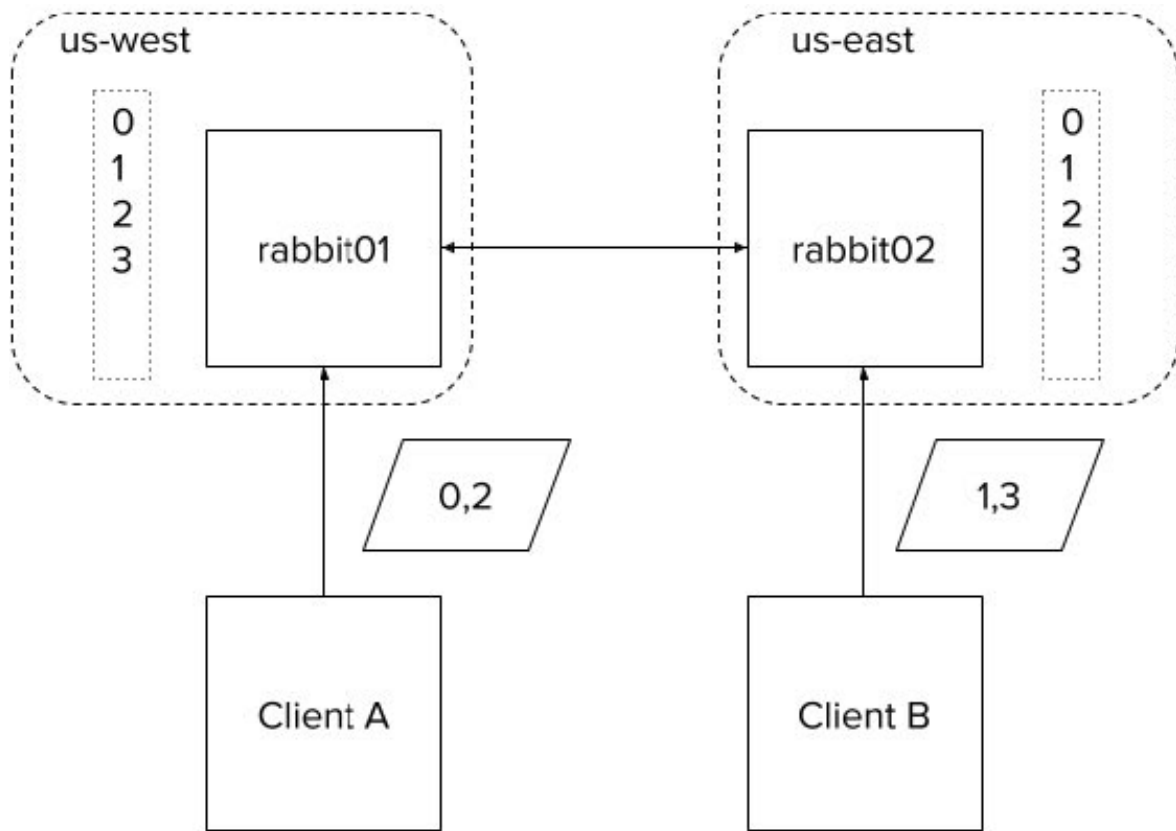 us-west
us-east
0
1
2
3
rabbit01
rabbit02
0
1
2
3
0,2
1,3
Client A
Client B